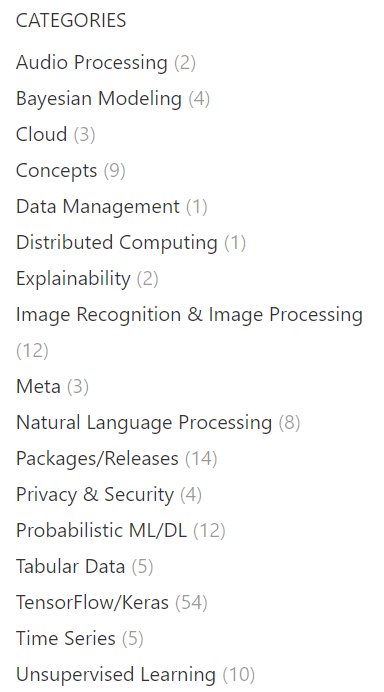 CATEGORIES
Audio Processing (2)
Bayesian Modeling (4)
Cloud (3)
Concepts (9)
Data Management (1)
Distributed Computing (1)
Explainability (2)
Image Recognition & Image Processing
(12)
Meta (3)
Natural Language Processing (8)
Packages/Releases (14)
Privacy & Security (4)
Probabilistic ML/DL (12)
Tabular Data (5)
TensorFlow/Keras (54)
Time Series (5)
Unsupervised Learning (10)